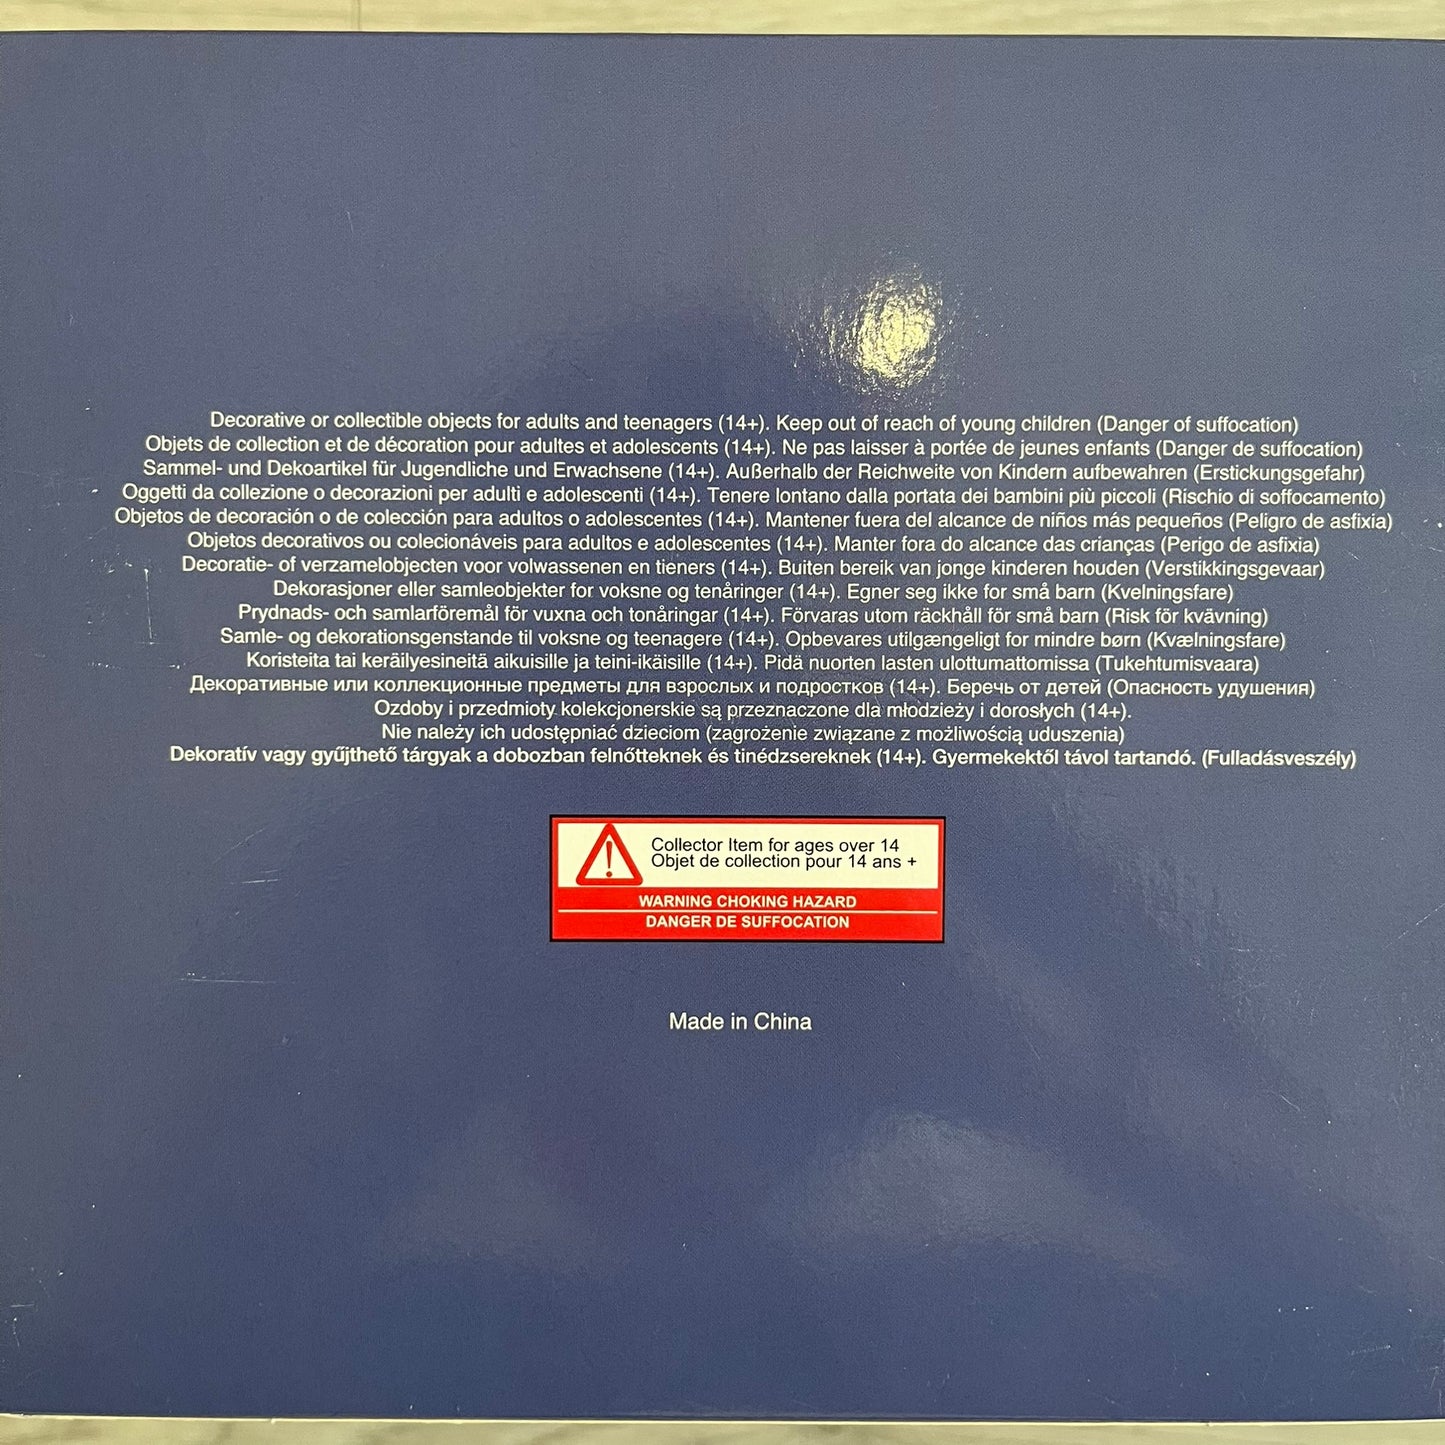 Decorative or collectible objects for adults and teenagers (14+). Keep out of reach of young children (Danger of suffocation)
Objets de collection et de décoration pour adultes et adolescents (14+). Ne pas laisser à portée de jeunes enfants (Danger de suffocation)
Sammel- und Dekoartikel für Jugendliche und Erwachsene (14+). Außerhalb der Reichweite von Kindern aufbewahren (Erstickungsgefahr)
Oggetti da collezione o decorazioni per adulti e adolescenti (14+). Tenere lontano dalla portata dei bambini più piccoli (Rischio di soffocamento)
Objetos de decoración o de colección para adultos o adolescentes (14+). Mantener fuera del alcance de niños más pequeños (Peligro de asfixia)
Objetos decorativos ou colecionáveis para adultos e adolescentes (14+). Manter fora do alcance das crianças (Perigo de asfixia)
Decoratie- of verzamelobjecten voor volwassenen en tieners (14+). Buiten bereik van jonge kinderen houden (Verstikkingsgevaar)
Dekorasjoner eller samleobjekter for voksne og tenåringer (14+). Egner seg ikke for små barn (Kvelningsfare)
Prydnads- och samlarföremål för vuxna och tonåringar (14+). Förvaras utom räckhåll för små barn (Risk för kvävning)
Samle- og dekorationsgenstande til voksne og teenagere (14+). Opbevares utilgængeligt for mindre børn (Kvælningsfare)
Koristeita tai keräilyesineitä aikuisille ja teini-ikäisille (14+). Pidä nuorten lasten ulottumattomissa (Tukehtumisvaara)
Декоративные или коллекционные предметы для взрослых и подростков (14+). Беречь от детей (Опасность удушения)
Ozdoby i przedmioty kolekcjonerskie są przeznaczone dla młodzieży i dorosłych (14+).
Nie należy ich udostępniać dzieciom (zagrożenie związane z możliwością uduszenia)
Dekoratív vagy gyűjthető tárgyak a dobozban felnőtteknek és tinédzsereknek (14+). Gyermekektől távol tartandó. (Fulladásveszély)
Collector Item for ages over 14
Objet de collection pour 14 ans +
WARNING CHOKING HAZARD
DANGER DE SUFFOCATION
Made in China